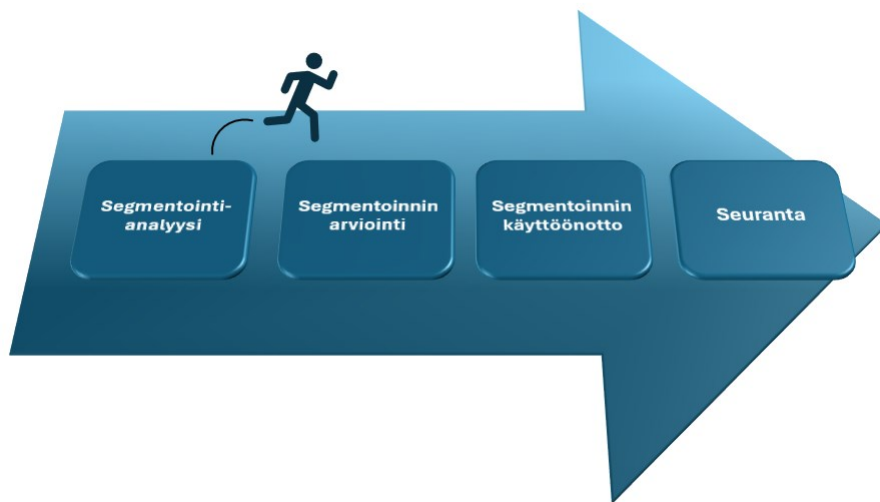 Segmentointi-
analyysi
Segmentoinnin
arviointi
Segmentoinnin
käyttöönotto
Seuranta